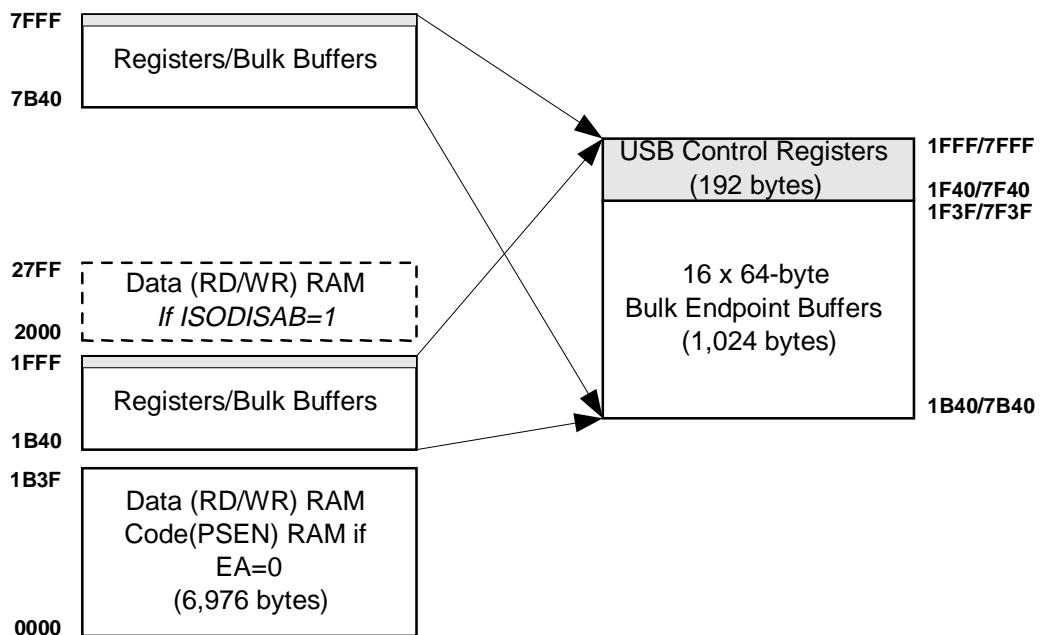 7FFF
Registers/Bulk Buffers
7B40
USB Control Registers
(192 bytes)
1FFF/7FFF
1F40/7F40
1F3F/7F3F
16 x 64-byte
Bulk Endpoint Buffers
(1,024 bytes)
1B40/7B40
27FF
Data (RD/WR) RAM
If ISODISAB=1
2000
1FFF
Registers/Bulk Buffers
1B40
1B3F
Data (RD/WR) RAM
Code(PSEN) RAM if
EA=0
(6,976 bytes)
0000